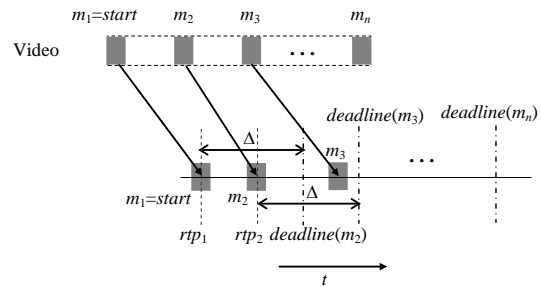 m₁=start m₂ m₃ mₙ
Video ...
deadline(m₃) deadline(mₙ)
Δ
m₃ ...
m₁=start m₂ Δ
rtp₁ rtp₂ deadline(m₂)
t